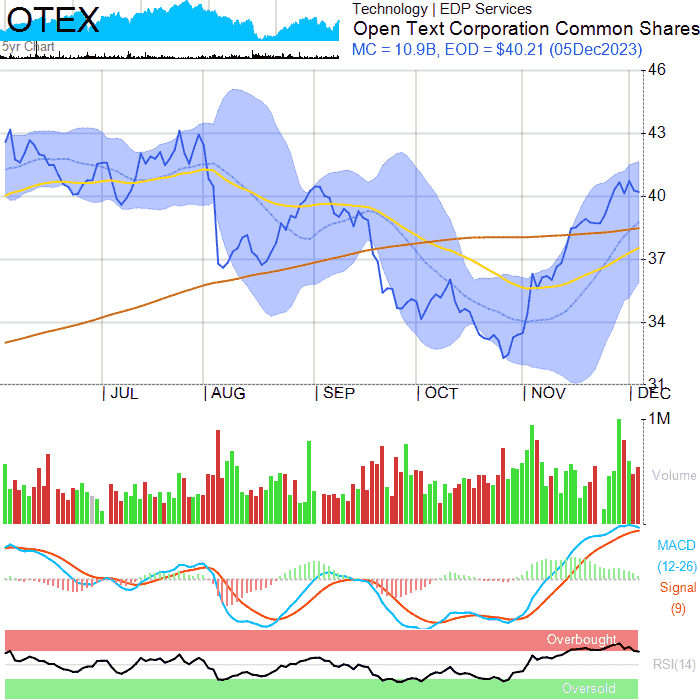 OTEX
5yr Chart
Technology | EDP Services
Open Text Corporation Common Shares
MC = 10.9B, EOD = $40.21 (05Dec2023)
46
43
40
37
34
31
JUL
AUG
SEP
OCT
NOV
DEC
1M
Volume
MACD
(12-26)
Signal
(9)
Overbought
RSI(14)
Oversold